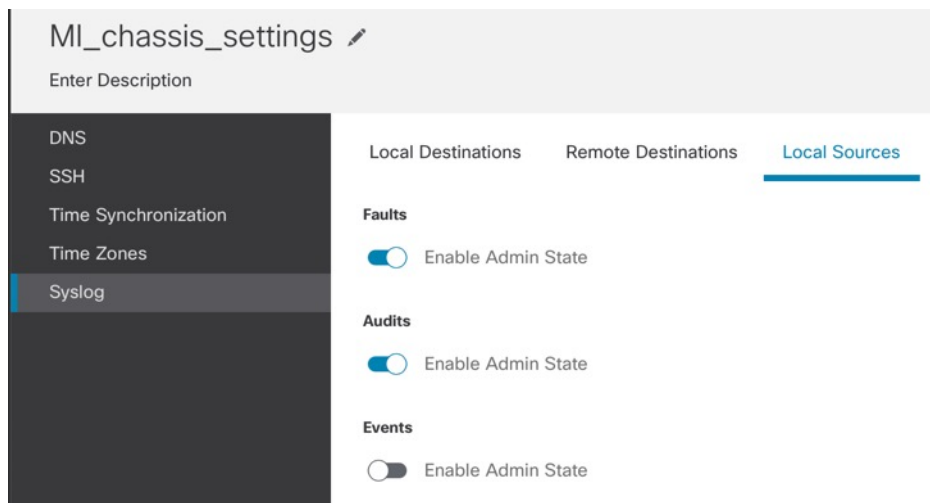 MI_chassis_settings
Enter Description
DNS
SSH
Time Synchronization
Time Zones
Syslog
Local Destinations Remote Destinations Local Sources
Faults
Enable Admin State
Audits
Enable Admin State
Events
Enable Admin State